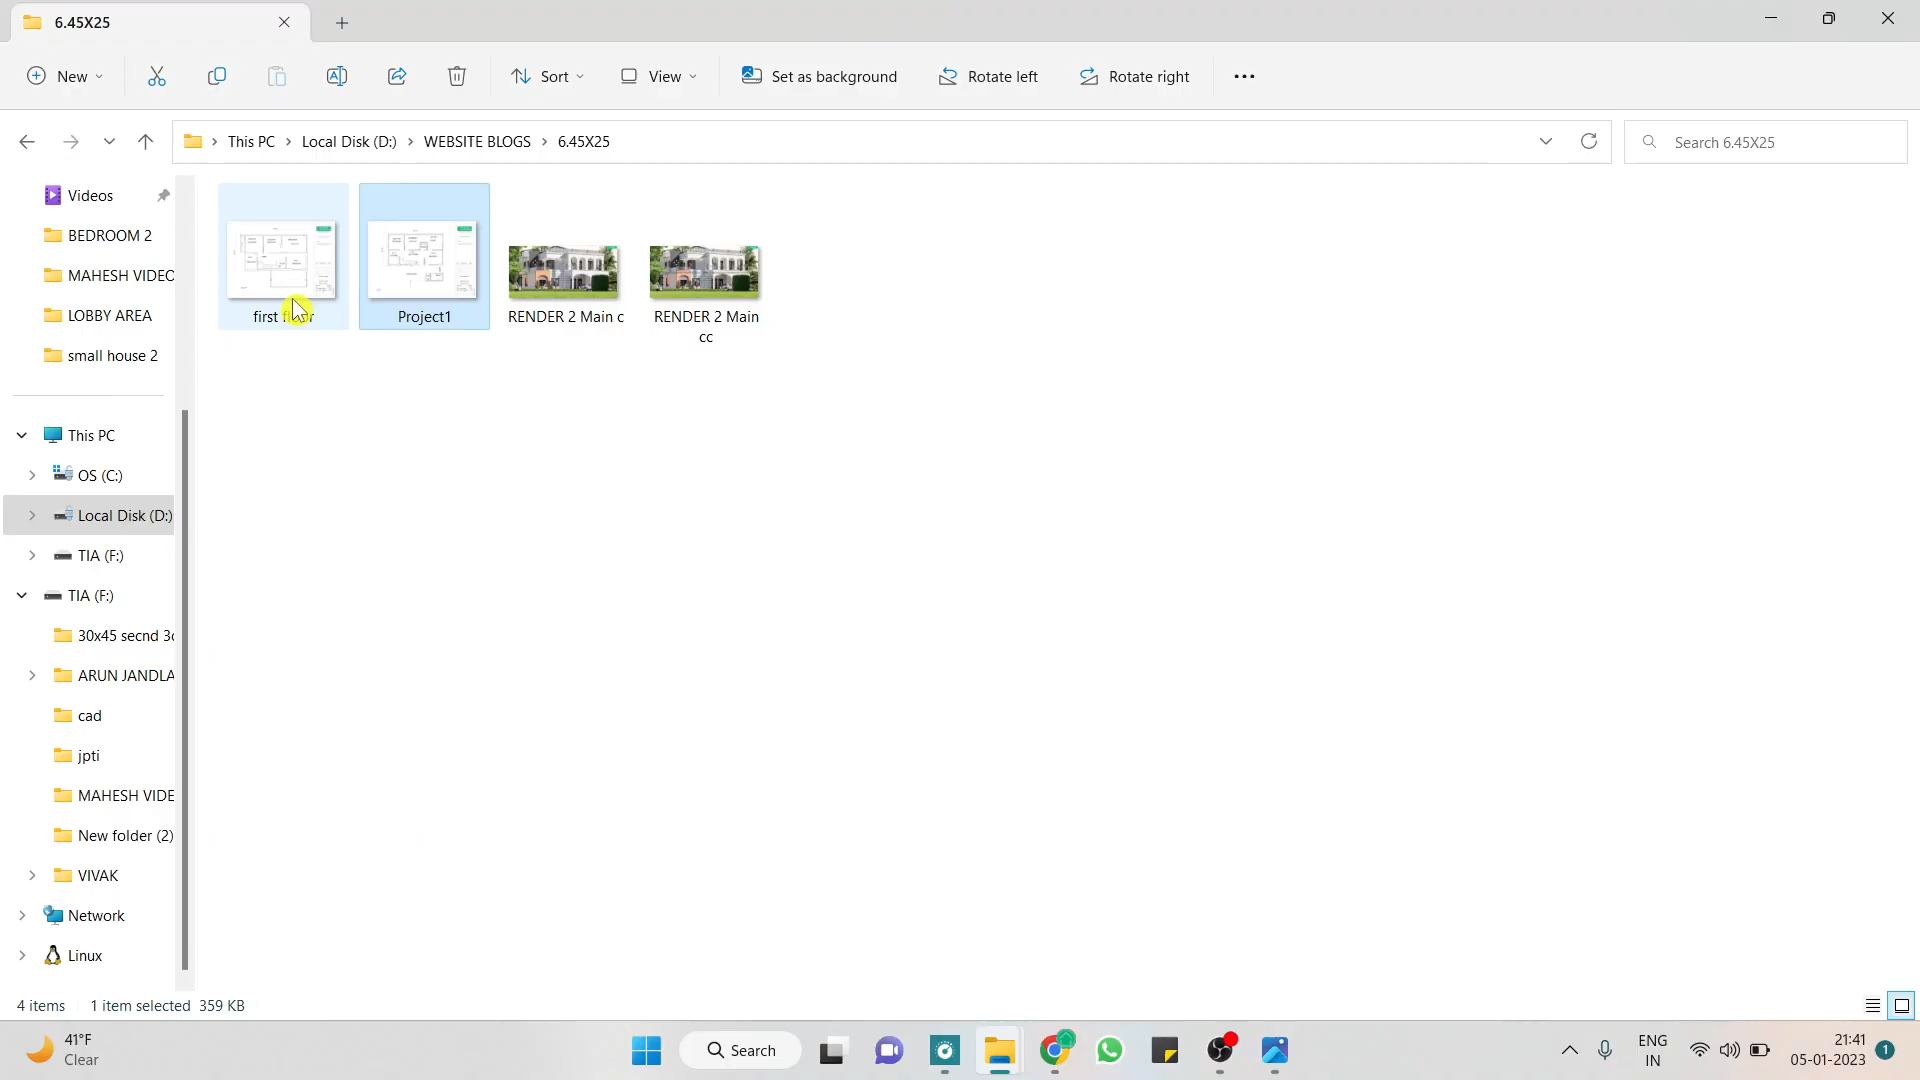 6.45X25
New
Sort
View
Set as background
Rotate left
Rotate right
This PC
Local Disk (D:)
WEBSITE BLOGS
6.45X25
Search 6.45X25
Videos
BEDROOM 2
MAHESH VIDEO
LOBBY AREA
small house 2
This PC
OS (C:)
Local Disk (D:)
TIA (F:)
TIA (F:)
30x45 secnd 3d
ARUN JANDLA
cad
jpti
MAHESH VIDE
New folder (2)
VIVAK
Network
Linux
first
Project1
RENDER 2 Main c
RENDER 2 Main
cc
4 items
1 item selected 359 KB
41°F
Clear
Search
ENG
IN
21:41
05-01-2023
1